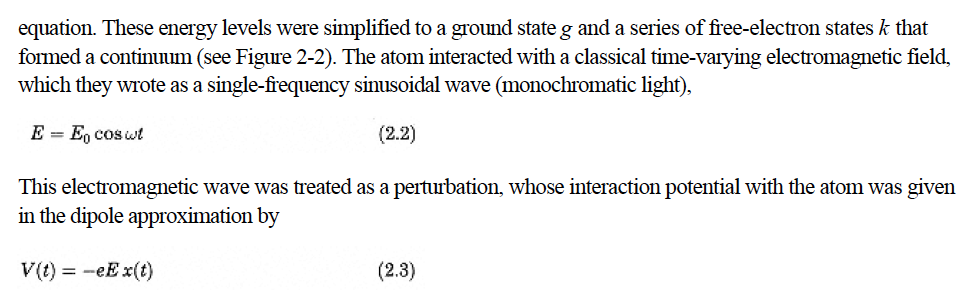 equation. These energy levels were simplified to a ground state g and a series of free-electron states k that
formed a continuum (see Figure 2-2). The atom interacted with a classical time-varying electromagnetic field,
which they wrote as a single-frequency sinusoidal wave (monochromatic light),
E = E₀ cos ωt (2.2)
This electromagnetic wave was treated as a perturbation, whose interaction potential with the atom was given
in the dipole approximation by
V(t) = −eE x(t) (2.3)